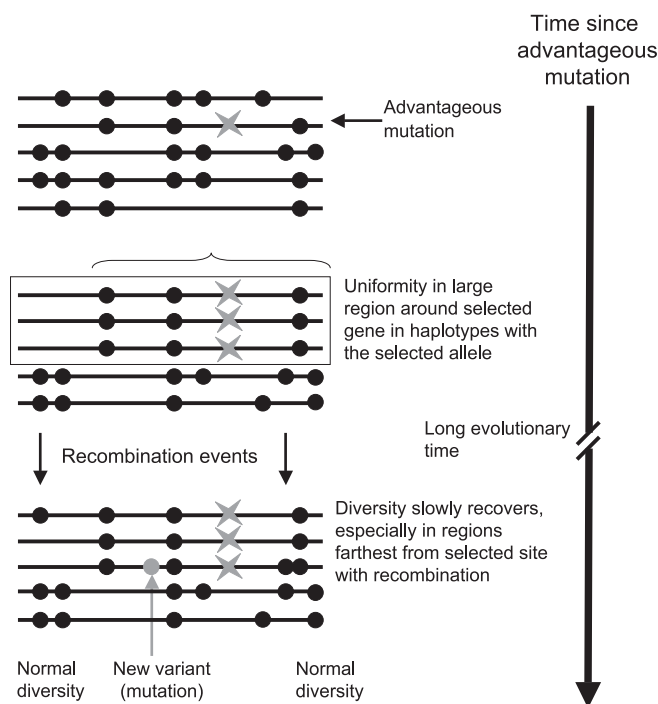 Time since
advantageous
mutation
Advantageous
mutation
Uniformity in large
region around selected
gene in haplotypes with
the selected allele
Long evolutionary
time
Recombination events
Diversity slowly recovers,
especially in regions
farthest from selected site
with recombination
Normal
diversity
New variant
(mutation)
Normal
diversity